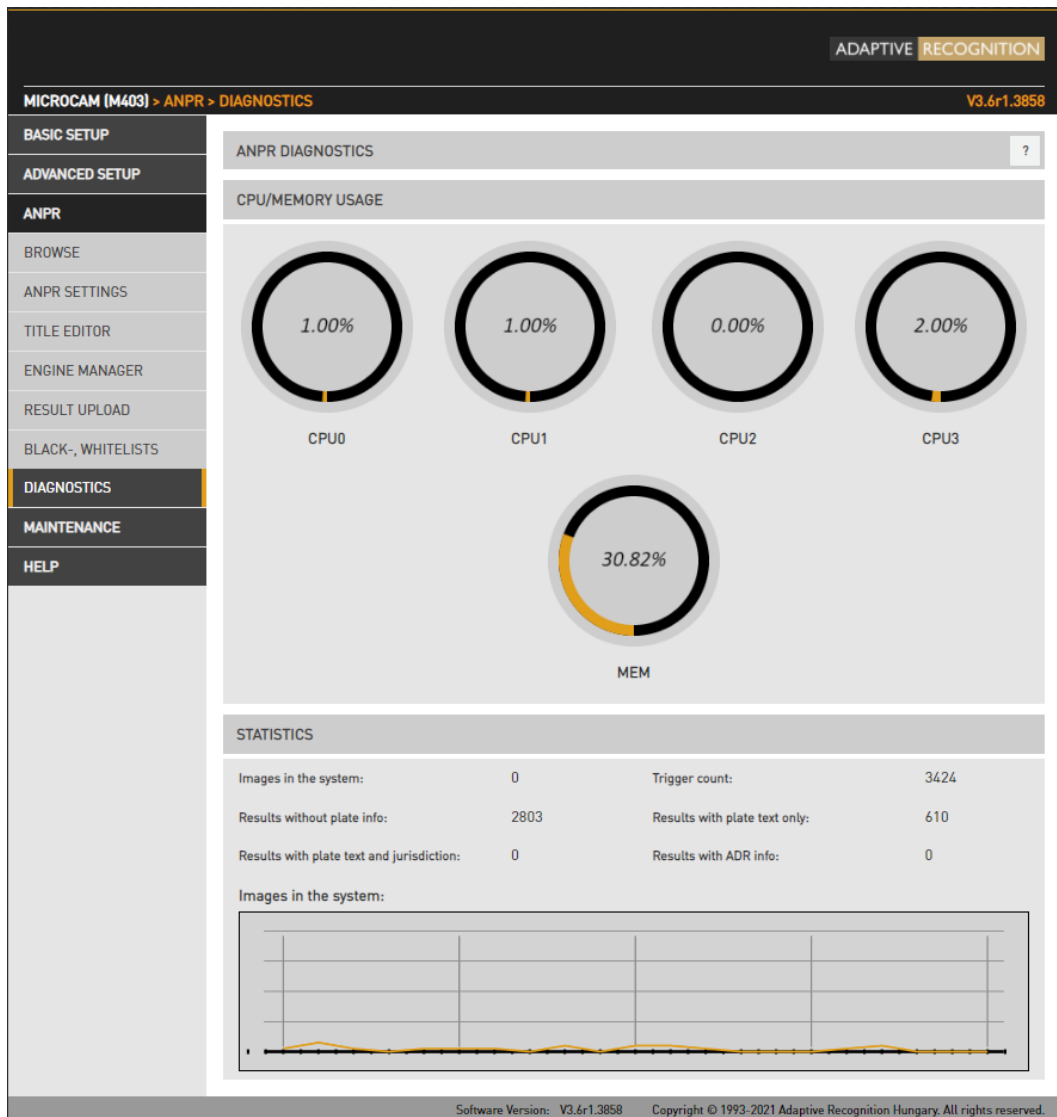 ADAPTIVE RECOGNITION
MICROCAM (M403) > ANPR > DIAGNOSTICS
V3.6r1.3858
BASIC SETUP
ADVANCED SETUP
ANPR
BROWSE
ANPR SETTINGS
TITLE EDITOR
ENGINE MANAGER
RESULT UPLOAD
BLACK-, WHITELISTS
DIAGNOSTICS
MAINTENANCE
HELP
ANPR DIAGNOSTICS
?
CPU/MEMORY USAGE
1.00%
1.00%
0.00%
2.00%
CPU0
CPU1
CPU2
CPU3
30.82%
MEM
STATISTICS
Images in the system: 0
Trigger count: 3424
Results without plate info: 2803
Results with plate text only: 610
Results with plate text and jurisdiction: 0
Results with ADR info: 0
Images in the system:
Software Version: V3.6r1.3858
Copyright © 1993-2021 Adaptive Recognition Hungary. All rights reserved.